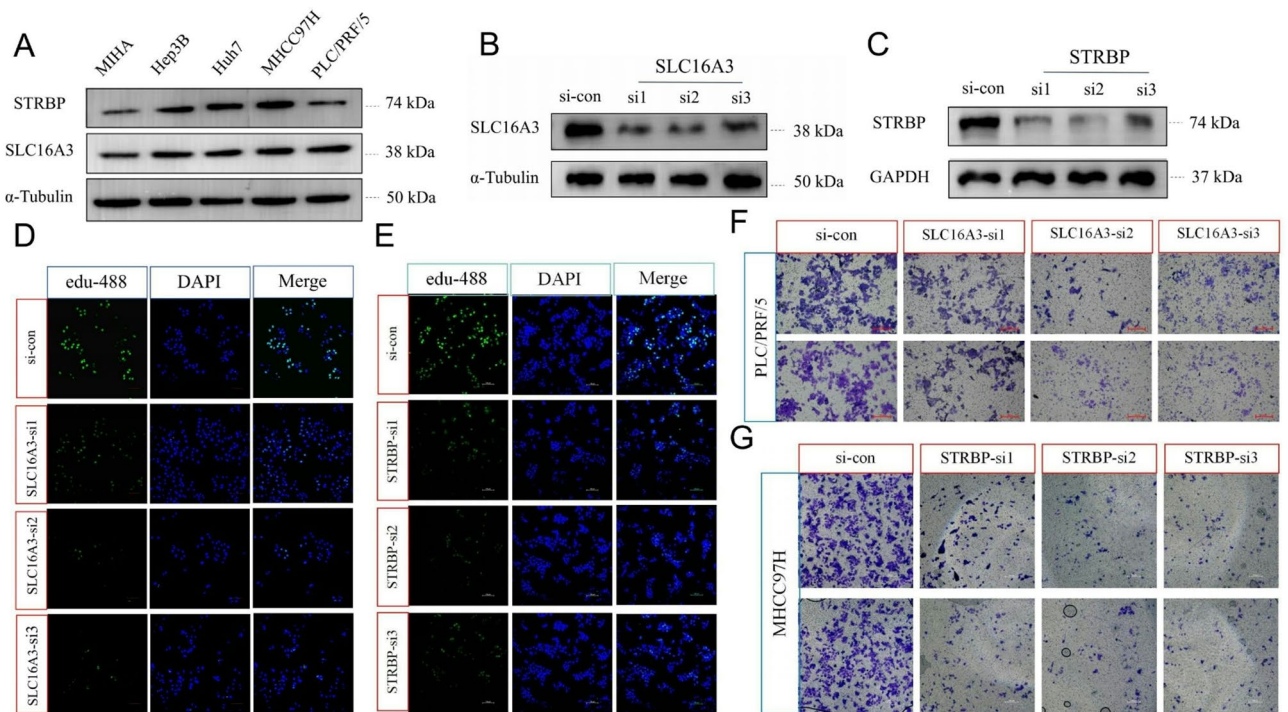 A
MIHA
Hep3B
Huh7
MHCC97H
PLC/PRF/5
STRBP
74 kDa
SLC16A3
38 kDa
α-Tubulin
50 kDa
B
SLC16A3
si-con
si1
si2
si3
SLC16A3
38 kDa
α-Tubulin
50 kDa
C
STRBP
si-con
si1
si2
si3
STRBP
74 kDa
GAPDH
37 kDa
D
edu-488
DAPI
Merge
si-con
SLC16A3-si1
SLC16A3-si2
SLC16A3-si3
E
edu-488
DAPI
Merge
si-con
STRBP-si1
STRBP-si2
STRBP-si3
F
si-con
SLC16A3-si1
SLC16A3-si2
SLC16A3-si3
PLC/PRF/5
G
si-con
STRBP-si1
STRBP-si2
STRBP-si3
MHCC97H